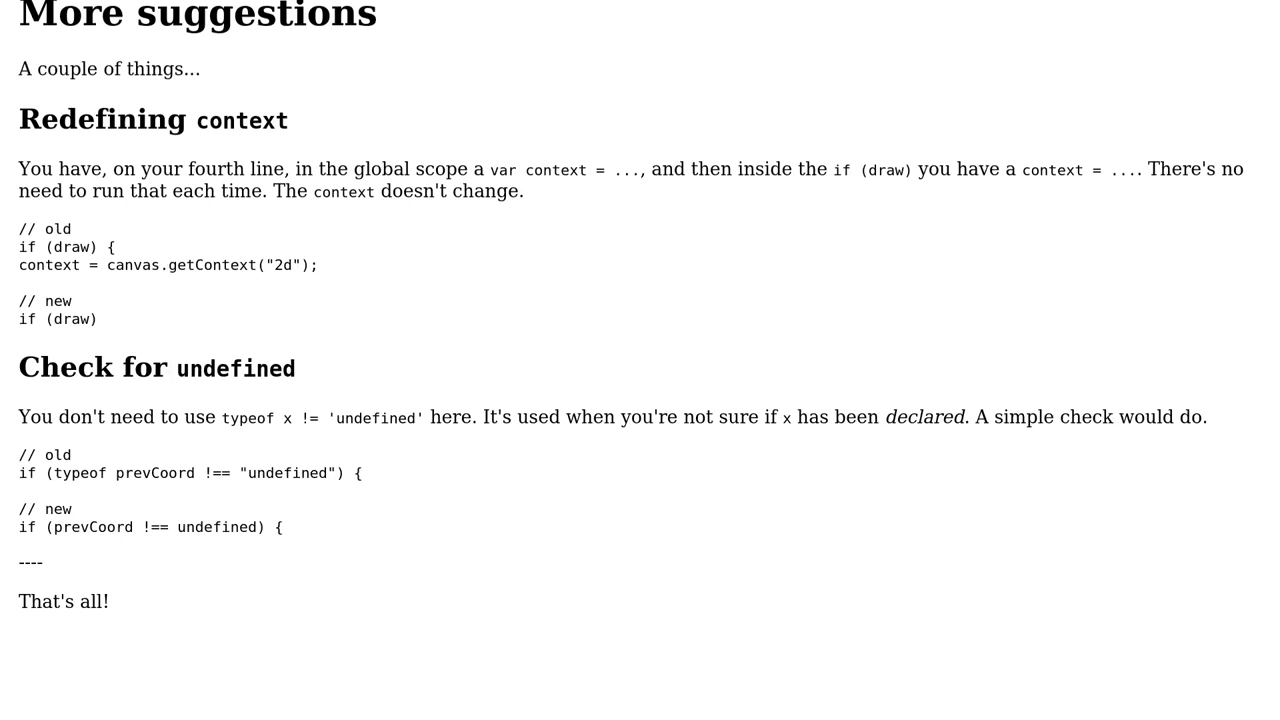 More suggestions
A couple of things...
Redefining context
You have, on your fourth line, in the global scope a var context = ..., and then inside the if (draw) you have a context = .... There's no
need to run that each time. The context doesn't change.
// old
if (draw) {
context = canvas.getContext("2d");
// new
if (draw)
Check for undefined
You don't need to use typeof x != 'undefined' here. It's used when you're not sure if x has been declared. A simple check would do.
// old
if (typeof prevCoord !== "undefined") {
// new
if (prevCoord !== undefined) {
----
That's all!